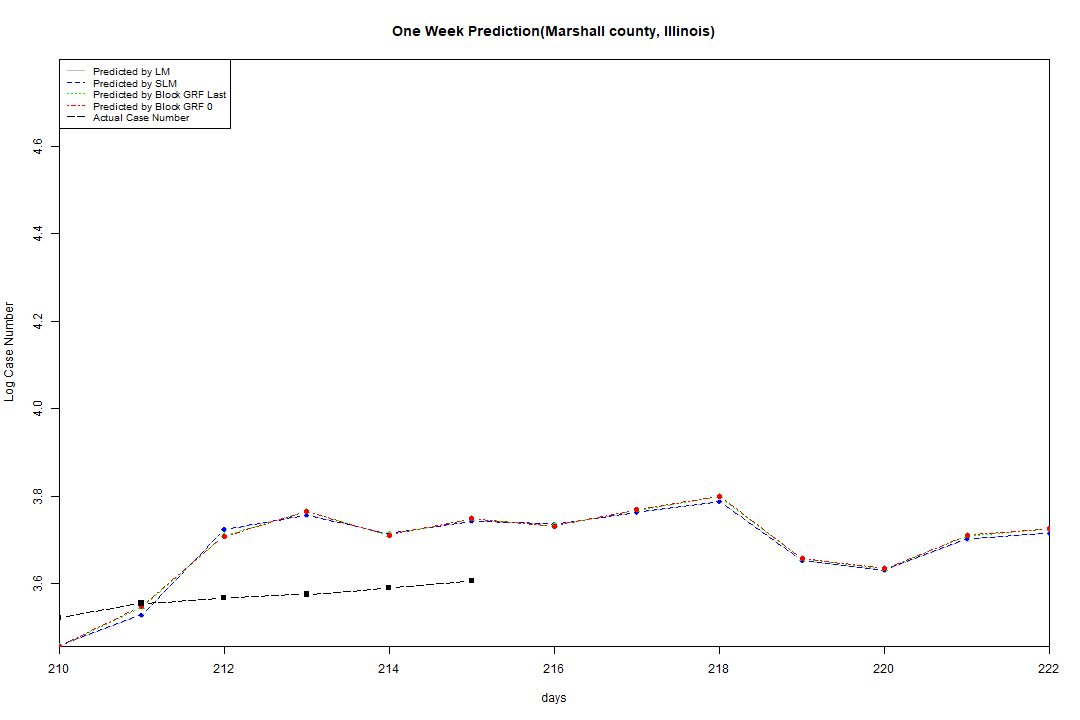 One Week Prediction(Marshall county, Illinois)
Predicted by LM
Predicted by SLM
Predicted by Block GRF Last
Predicted by Block GRF 0
Actual Case Number
4.6
4.4
4.2
4.0
3.8
3.6
Log Case Number
210 212 214 216 218 220 222
days